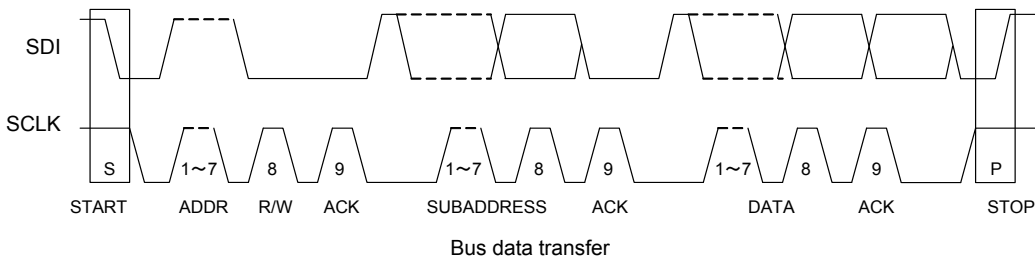 SDI
SCLK
S 1～7 8 9 1～7 8 9 1～7 8 9 P
START ADDR R/W ACK SUBADDRESS ACK DATA ACK STOP
Bus data transfer